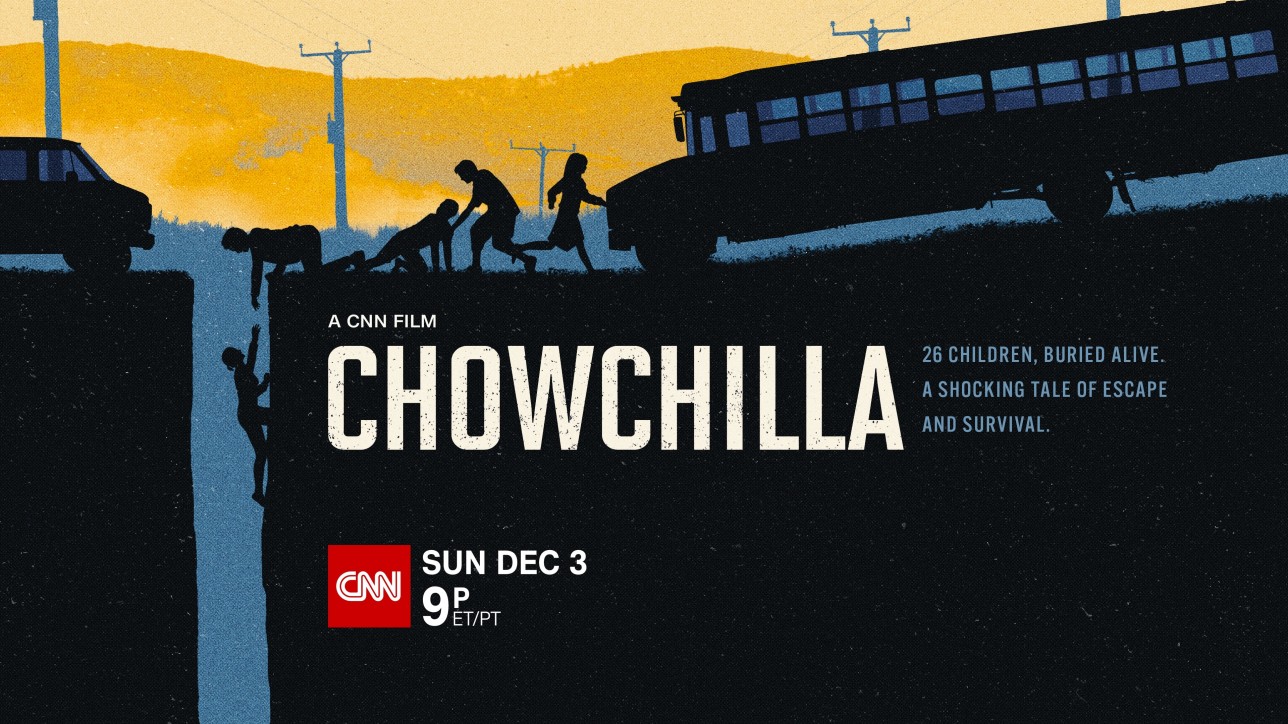 A CNN FILM
CHOWCHILLA
26 CHILDREN, BURIED ALIVE.
A SHOCKING TALE OF ESCAPE
AND SURVIVAL.
CNN
SUN DEC 3
9P
ET/PT